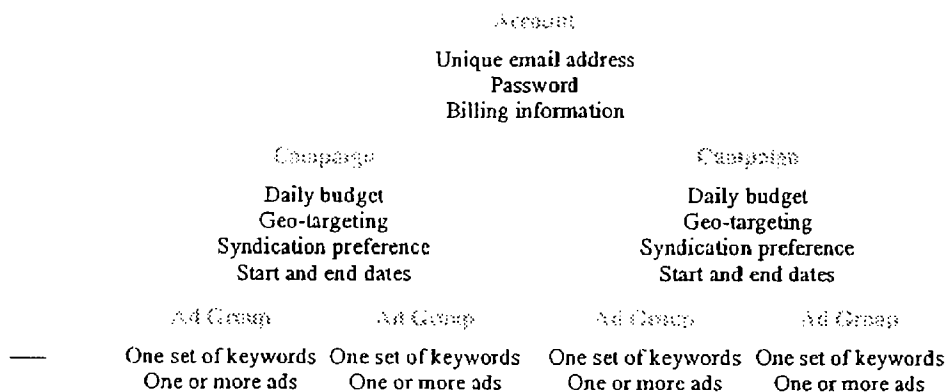 Account
Unique email address
Password
Billing information
Campaign Campaign
Daily budget Daily budget
Geo-targeting Geo-targeting
Syndication preference Syndication preference
Start and end dates Start and end dates
Ad Group Ad Group Ad Group Ad Group
One set of keywords One set of keywords One set of keywords One set of keywords
One or more ads One or more ads One or more ads One or more ads